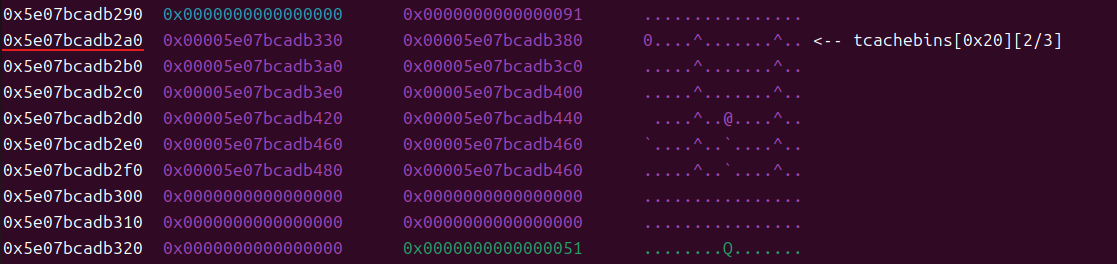 0x5e07bcadb290 0x0000000000000000 0x0000000000000091 ................
0x5e07bcadb2a0 0x00005e07bcadb330 0x00005e07bcadb380 0....^.......^.. <-- tcachebins[0x20][2/3]
0x5e07bcadb2b0 0x00005e07bcadb3a0 0x00005e07bcadb3c0 .....^.......^..
0x5e07bcadb2c0 0x00005e07bcadb3e0 0x00005e07bcadb400 .....^.......^..
0x5e07bcadb2d0 0x00005e07bcadb420 0x00005e07bcadb440  ....^..@....^..
0x5e07bcadb2e0 0x00005e07bcadb460 0x00005e07bcadb460 `....^..`....^..
0x5e07bcadb2f0 0x00005e07bcadb480 0x00005e07bcadb460 .....^..`....^..
0x5e07bcadb300 0x0000000000000000 0x0000000000000000 ................
0x5e07bcadb310 0x0000000000000000 0x0000000000000000 ................
0x5e07bcadb320 0x0000000000000000 0x0000000000000051 ........Q.......